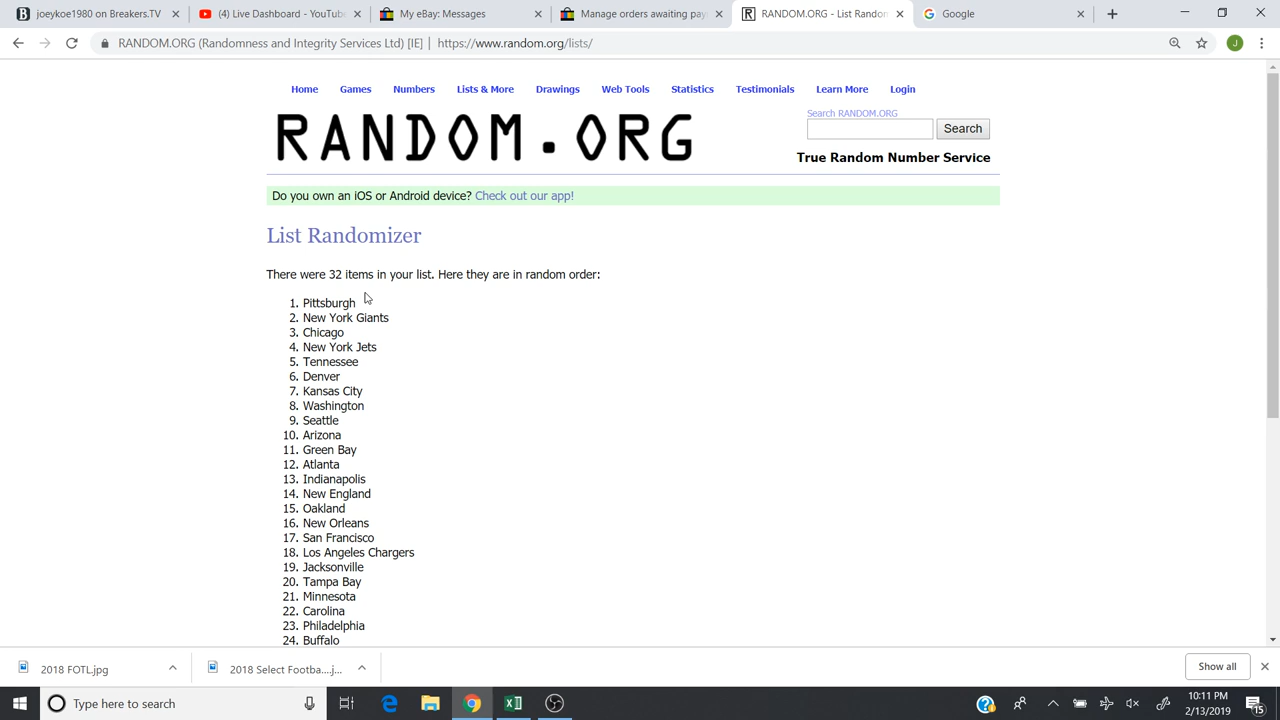 joeykoe1980 on Breakers.TV
(4) Live Dashboard - YouTube
My eBay: Messages
Manage orders awaiting pay
RANDOM.ORG - List Random
Google
RANDOM.ORG (Randomness and Integrity Services Ltd) [IE] | https://www.random.org/lists/
J
Home Games Numbers Lists & More Drawings Web Tools Statistics Testimonials Learn More Login
RANDOM.ORG
Search RANDOM.ORG
Search
True Random Number Service
Do you own an iOS or Android device? Check out our app!
List Randomizer
There were 32 items in your list. Here they are in random order:
1. Pittsburgh
2. New York Giants
3. Chicago
4. New York Jets
5. Tennessee
6. Denver
7. Kansas City
8. Washington
9. Seattle
10. Arizona
11. Green Bay
12. Atlanta
13. Indianapolis
14. New England
15. Oakland
16. New Orleans
17. San Francisco
18. Los Angeles Chargers
19. Jacksonville
20. Tampa Bay
21. Minnesota
22. Carolina
23. Philadelphia
24. Buffalo
2018 FOTL.jpg
2018 Select Footba....j...
Show all
Type here to search
10:11 PM
2/13/2019
15